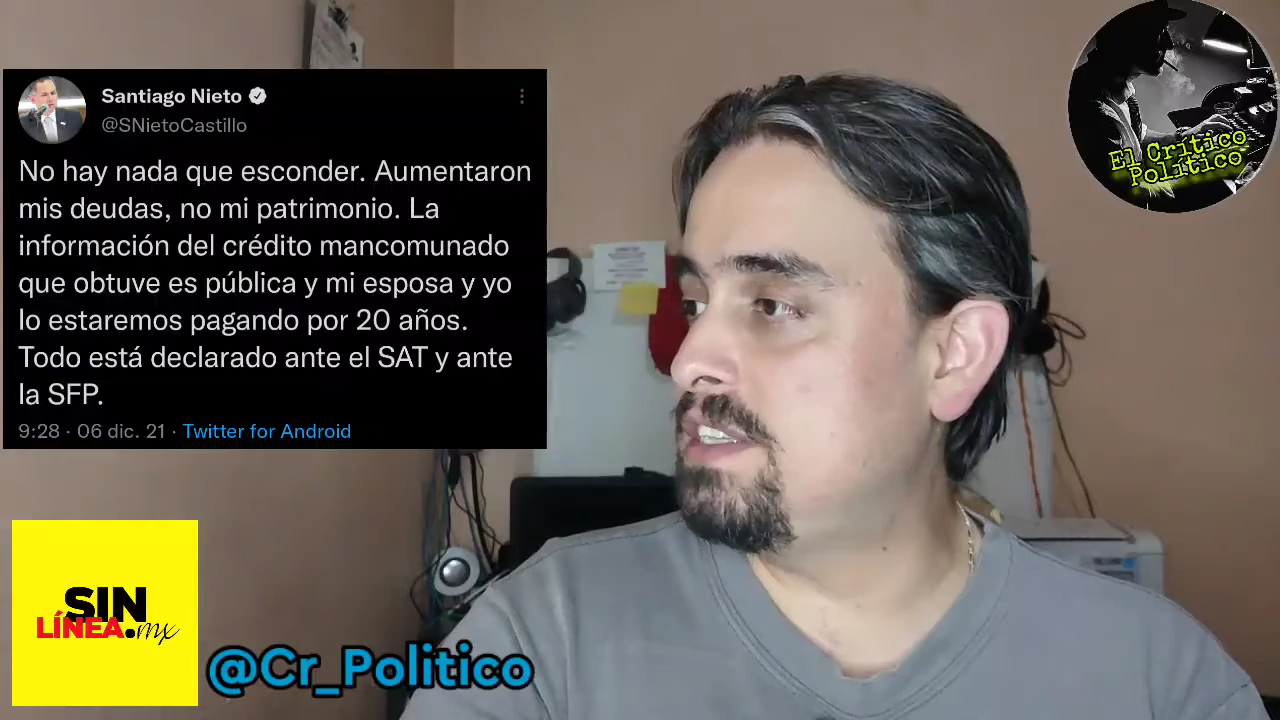 Santiago Nieto
@SNietoCastillo
No hay nada que esconder. Aumentaron
mis deudas, no mi patrimonio. La
información del crédito mancomunado
que obtuve es pública y mi esposa y yo
lo estaremos pagando por 20 años.
Todo está declarado ante el SAT y ante
la SFP.
9:28 · 06 dic. 21 · Twitter for Android
El Crítico
Político
SIN
LÍNEA.mx
@Cr_Politico